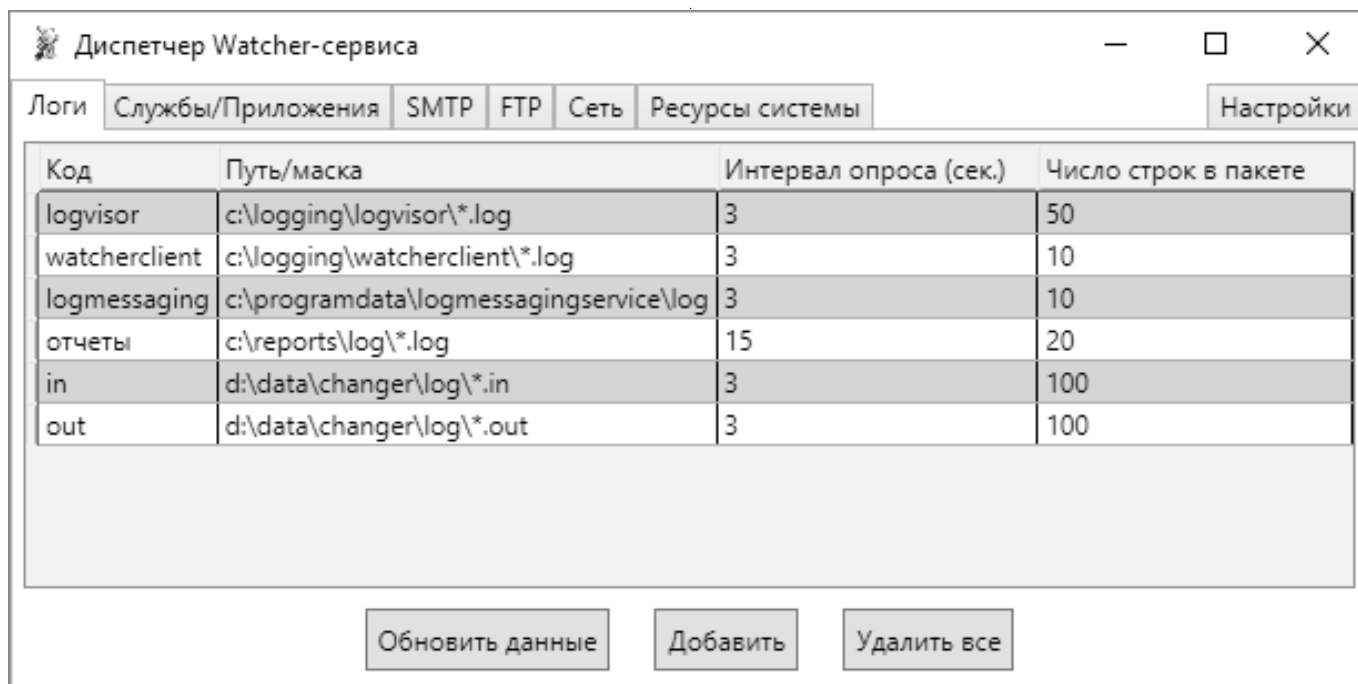 Диспетчер Watcher-сервиса
Логи Службы/Приложения SMTP FTP Сеть Ресурсы системы Настройки
Код Путь/маска Интервал опроса (сек.) Число строк в пакете
logvisor c:\logging\logvisor\*.log 3 50
watcherclient c:\logging\watcherclient\*.log 3 10
logmessaging c:\programdata\logmessagingservice\log 3 10
отчеты c:\reports\log\*.log 15 20
in d:\data\changer\log\*.in 3 100
out d:\data\changer\log\*.out 3 100
Обновить данные Добавить Удалить все